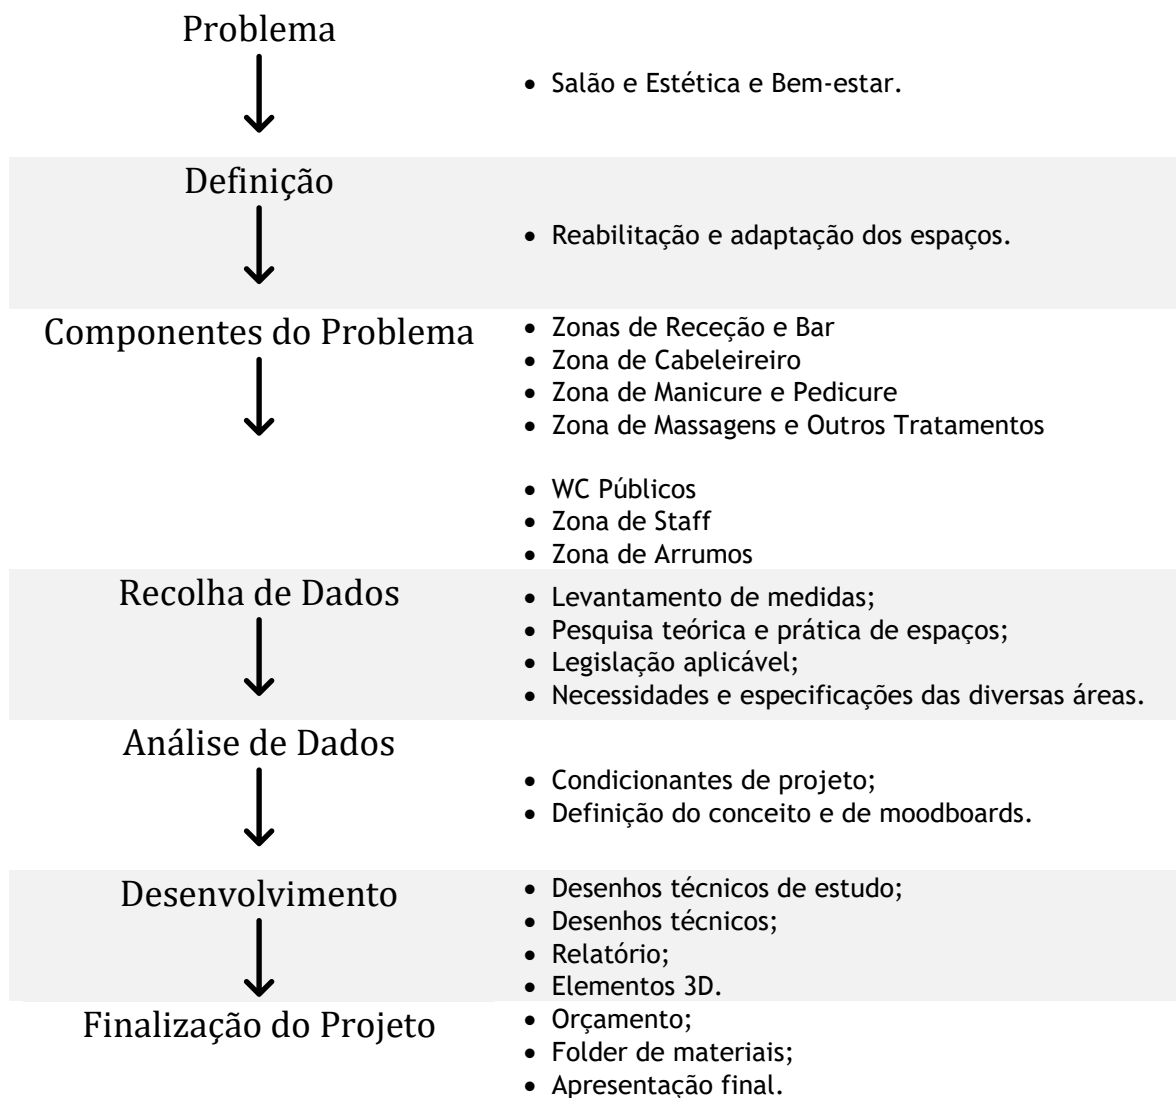 Problema
• Salão e Estética e Bem-estar.
Definição
• Reabilitação e adaptação dos espaços.
Componentes do Problema
• Zonas de Receção e Bar
• Zona de Cabeleireiro
• Zona de Manicure e Pedicure
• Zona de Massagens e Outros Tratamentos
• WC Públicos
• Zona de Staff
• Zona de Arrumos
Recolha de Dados
• Levantamento de medidas;
• Pesquisa teórica e prática de espaços;
• Legislação aplicável;
• Necessidades e especificações das diversas áreas.
Análise de Dados
• Condicionantes de projeto;
• Definição do conceito e de moodboards.
Desenvolvimento
• Desenhos técnicos de estudo;
• Desenhos técnicos;
• Relatório;
• Elementos 3D.
Finalização do Projeto
• Orçamento;
• Folder de materiais;
• Apresentação final.